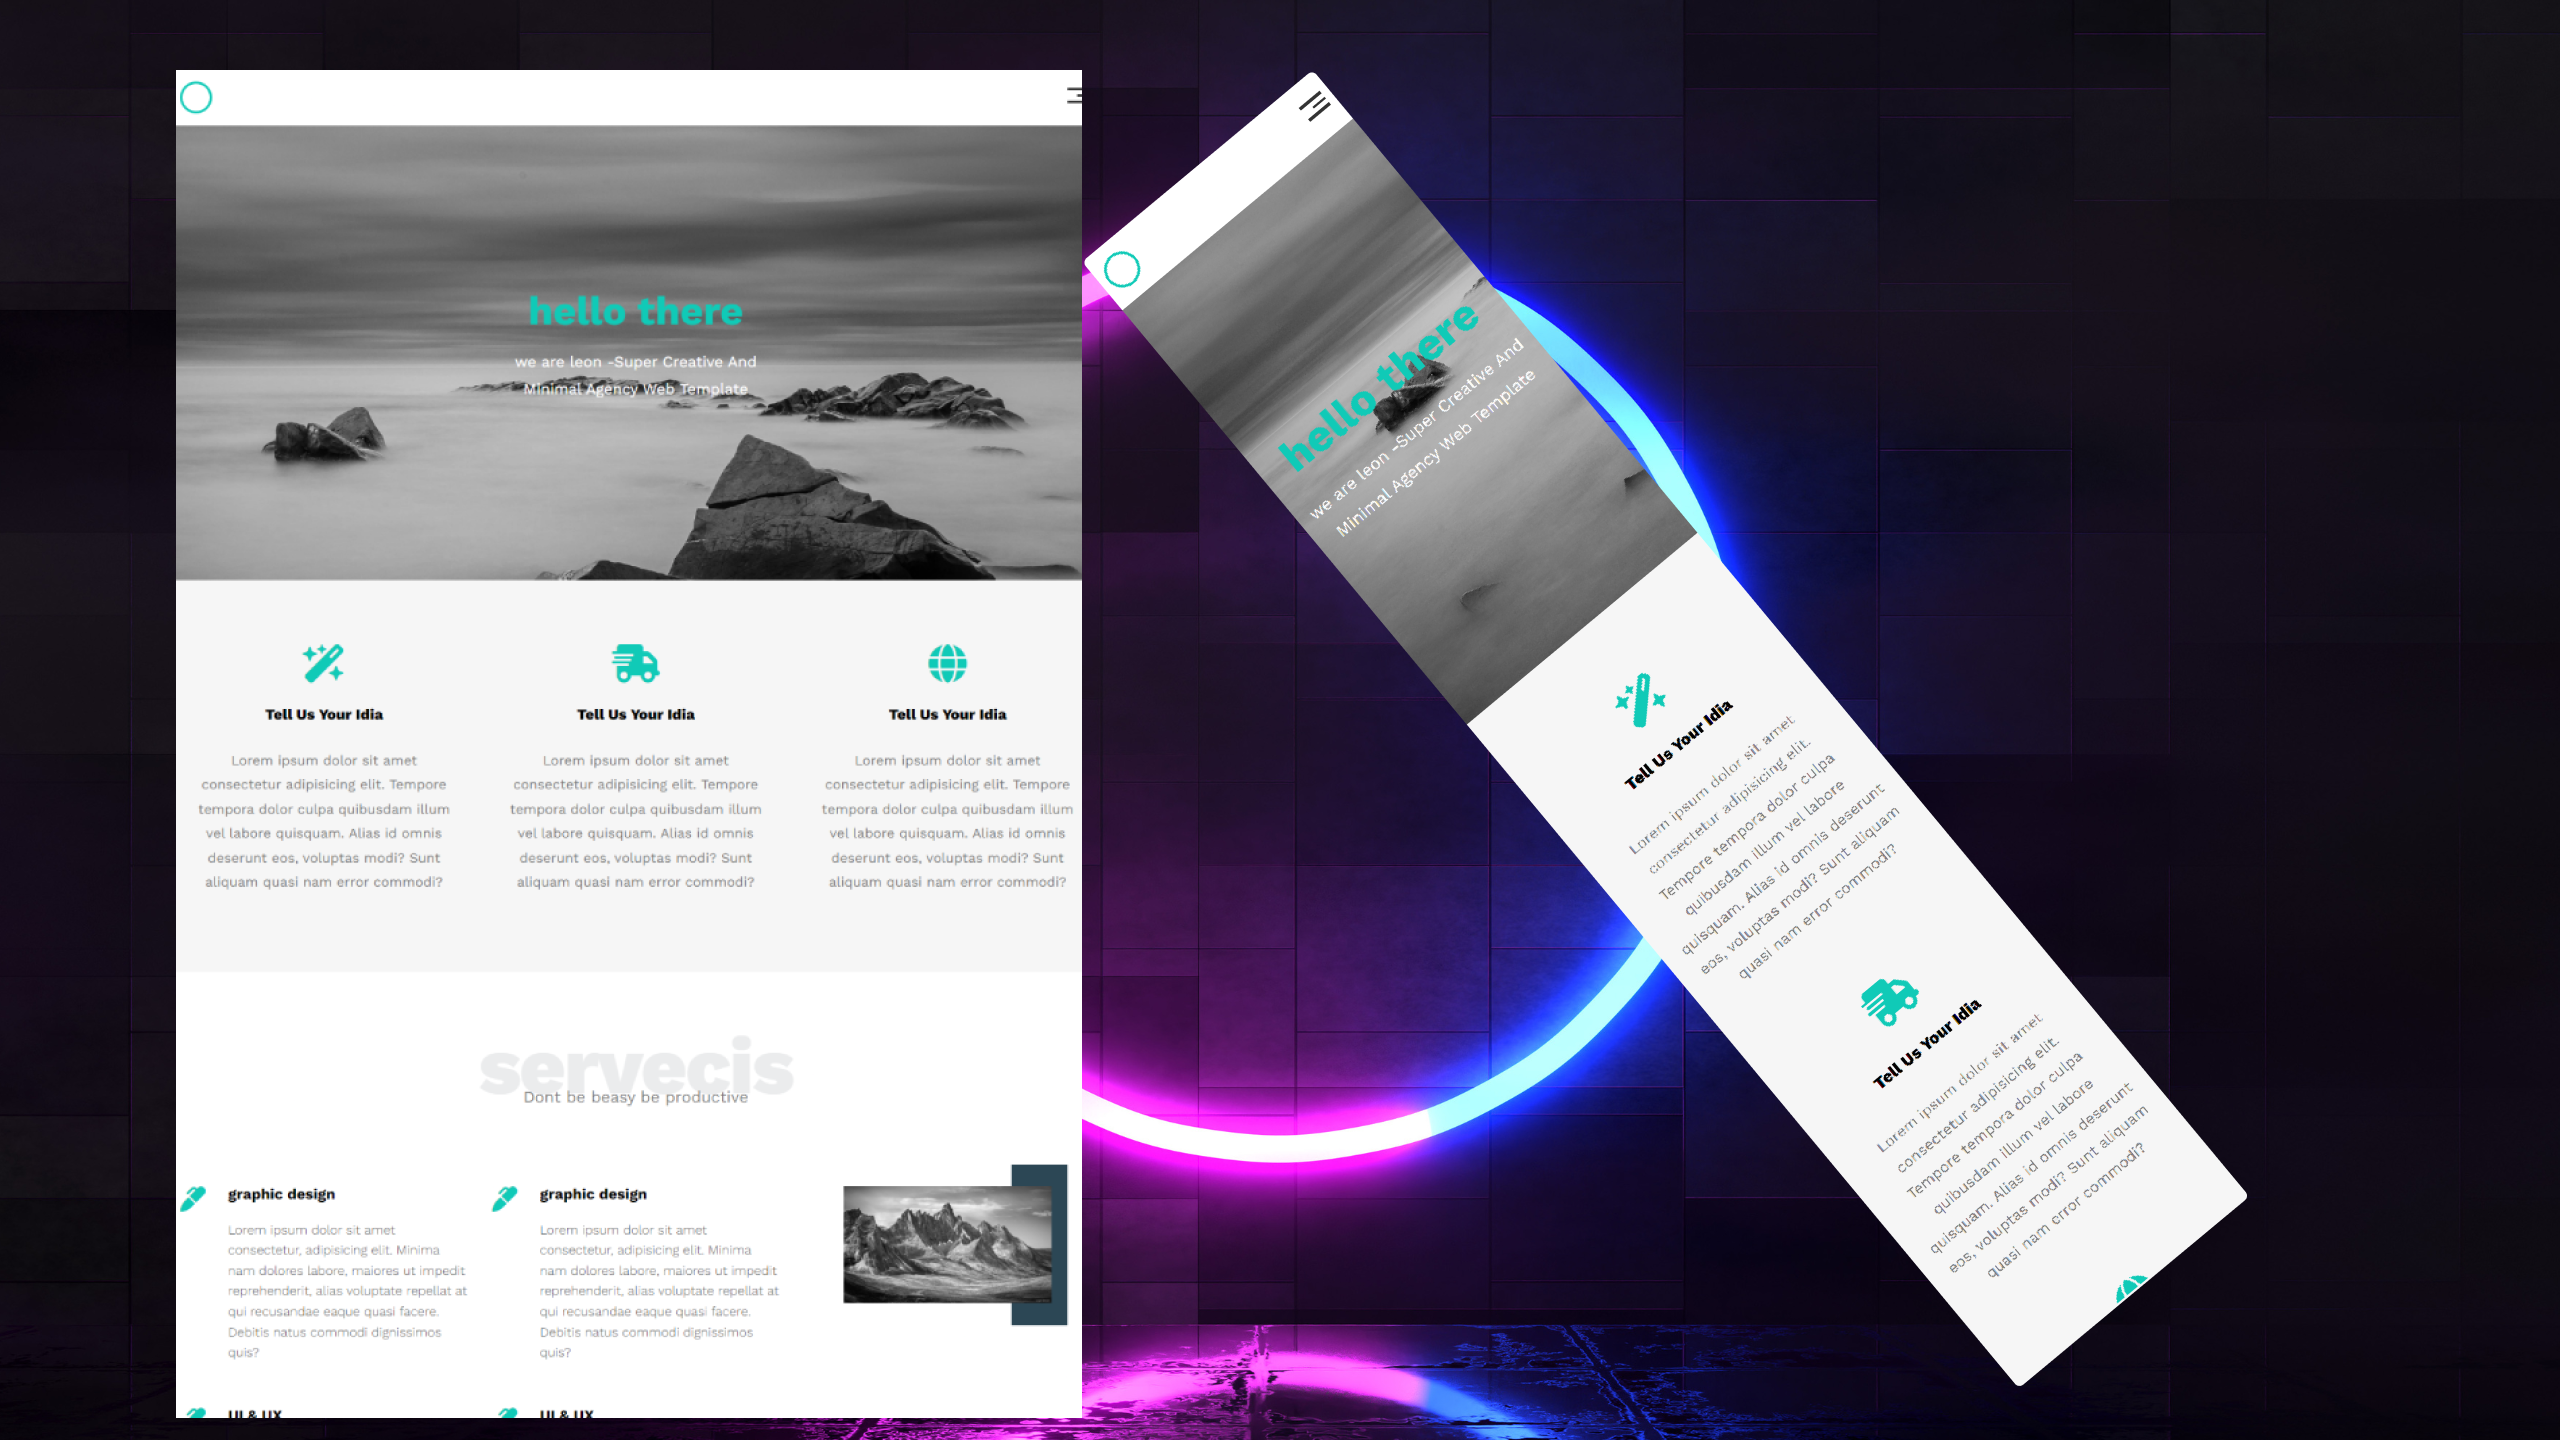 hello there
we are leon -Super Creative And
Minimal Agency Web Template
Tell Us Your Idia
Lorem ipsum dolor sit amet
consectetur adipisicing elit. Tempore
tempora dolor culpa quibusdam illum
vel labore quisquam. Alias id omnis
deserunt eos, voluptas modi? Sunt
aliquam quasi nam error commodi?
Tell Us Your Idia
Lorem ipsum dolor sit amet
consectetur adipisicing elit. Tempore
tempora dolor culpa quibusdam illum
vel labore quisquam. Alias id omnis
deserunt eos, voluptas modi? Sunt
aliquam quasi nam error commodi?
Tell Us Your Idia
Lorem ipsum dolor sit amet
consectetur adipisicing elit. Tempore
tempora dolor culpa quibusdam illum
vel labore quisquam. Alias id omnis
deserunt eos, voluptas modi? Sunt
aliquam quasi nam error commodi?
servecis
Dont be beasy be productive
graphic design
Lorem ipsum dolor sit amet
consectetur, adipisicing elit. Minima
nam dolores labore, maiores ut impedit
reprehenderit, alias voluptate repellat at
qui recusandae eaque quasi facere.
Debitis natus commodi dignissimos
quis?
graphic design
Lorem ipsum dolor sit amet
consectetur, adipisicing elit. Minima
nam dolores labore, maiores ut impedit
reprehenderit, alias voluptate repellat at
qui recusandae eaque quasi facere.
Debitis natus commodi dignissimos
quis?
UI & UX
UI & UX
hello there
we are leon -Super Creative And
Minimal Agency Web Template
Tell Us Your Idia
Lorem ipsum dolor sit amet
consectetur adipisicing elit.
Tempore tempora dolor culpa
quibusdam illum vel labore
quisquam. Alias id omnis deserunt
eos, voluptas modi? Sunt aliquam
quasi nam error commodi?
Tell Us Your Idia
Lorem ipsum dolor sit amet
consectetur adipisicing elit.
Tempore tempora dolor culpa
quibusdam illum vel labore
quisquam. Alias id omnis deserunt
eos, voluptas modi? Sunt aliquam
quasi nam error commodi?